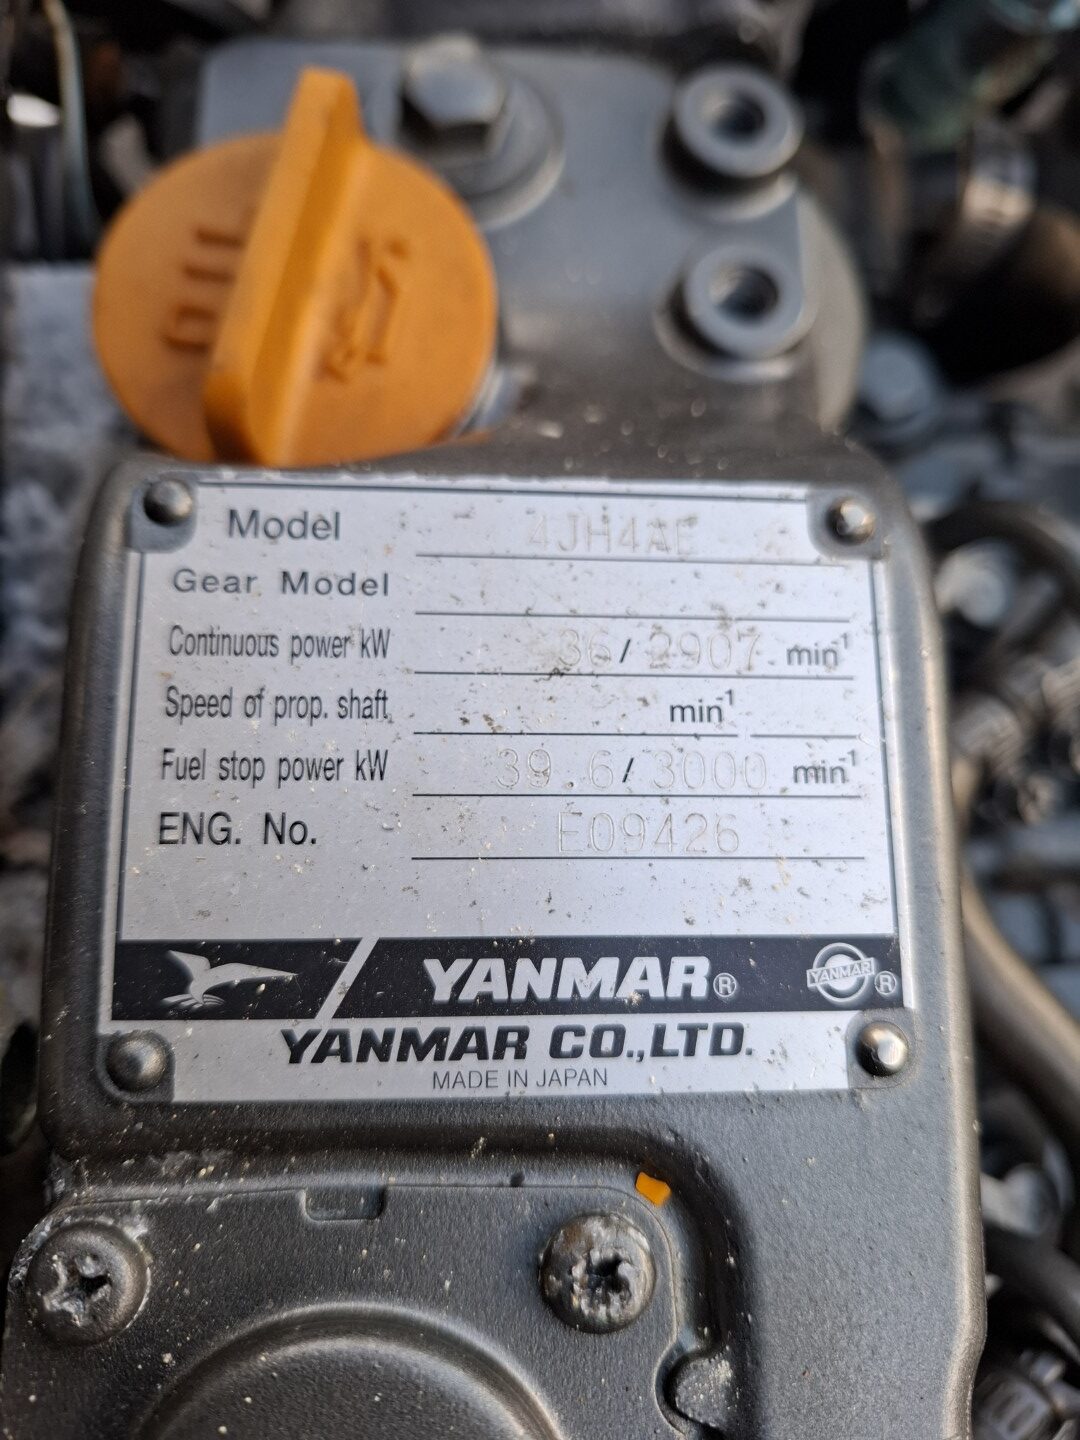 OIL
Model 4JH4AE
Gear Model
Continuous power kW 36/2907 min-1
Speed of prop. shaft min-1
Fuel stop power kW 39.6/3000 min-1
ENG. No. E09426
YANMAR® YANMAR®
YANMAR CO.,LTD.
MADE IN JAPAN